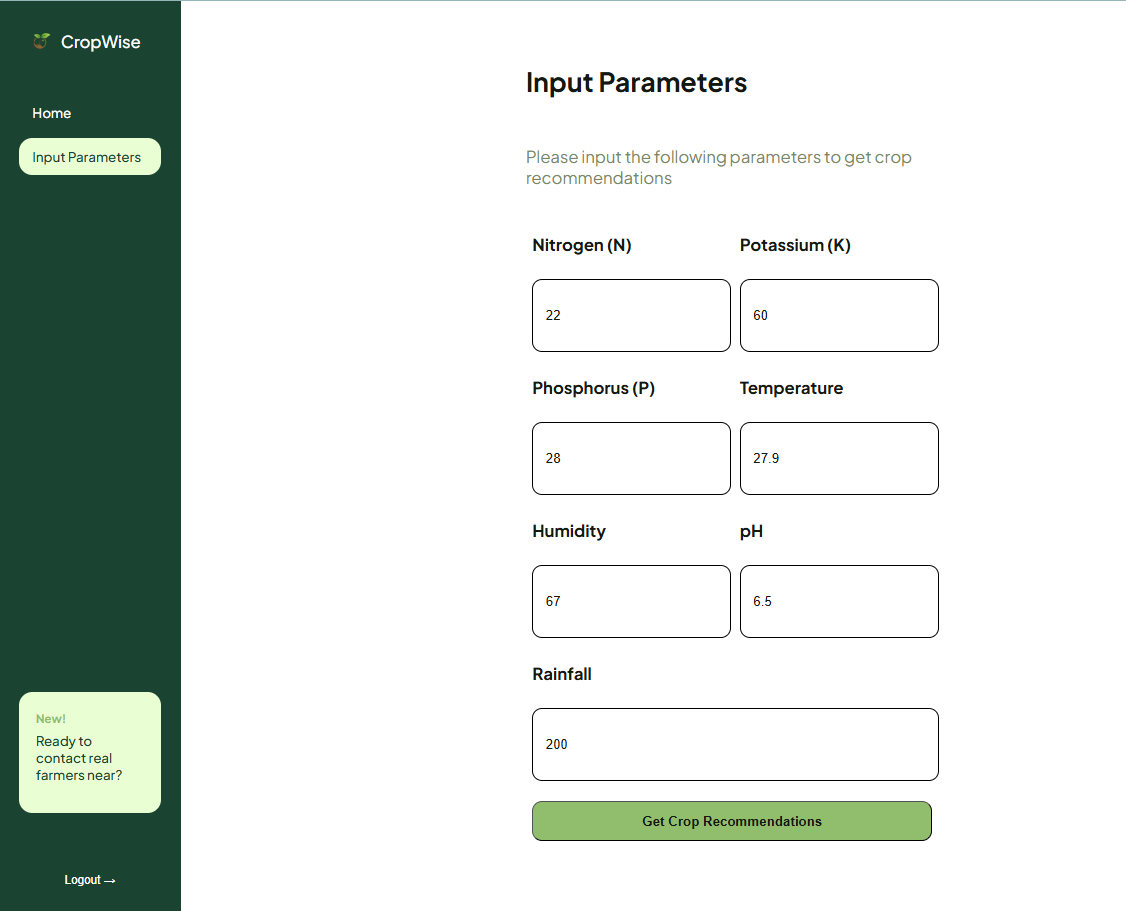 CropWise
Home
Input Parameters
New!
Ready to
contact real
farmers near?
Logout →
Input Parameters
Please input the following parameters to get crop
recommendations
Nitrogen (N)
Potassium (K)
22
60
Phosphorus (P)
Temperature
28
27.9
Humidity
pH
67
6.5
Rainfall
200
Get Crop Recommendations